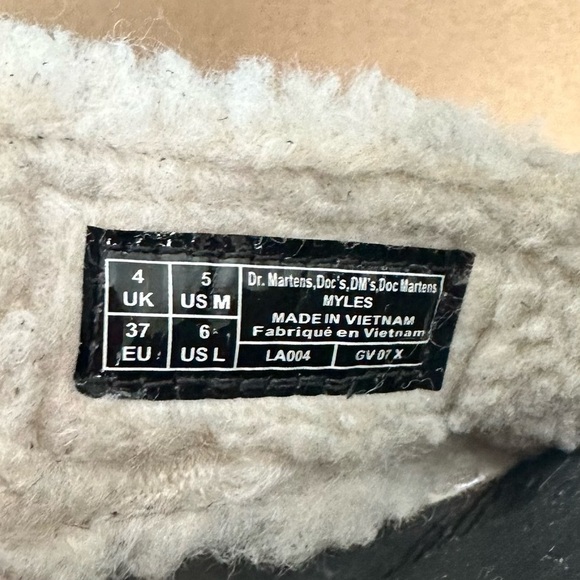 4 UK
5 US M
37 EU
6 US L
Dr. Martens,Doc's,DM's,Doc Martens
MYLES
MADE IN VIETNAM
Fabriqué en Vietnam
LA004
GV 07 X